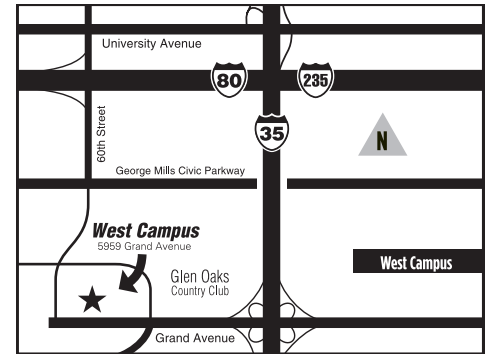 University Avenue
80
235
60th Street
35
N
George Mills Civic Parkway
West Campus
5959 Grand Avenue
West Campus
Glen Oaks
Country Club
Grand Avenue